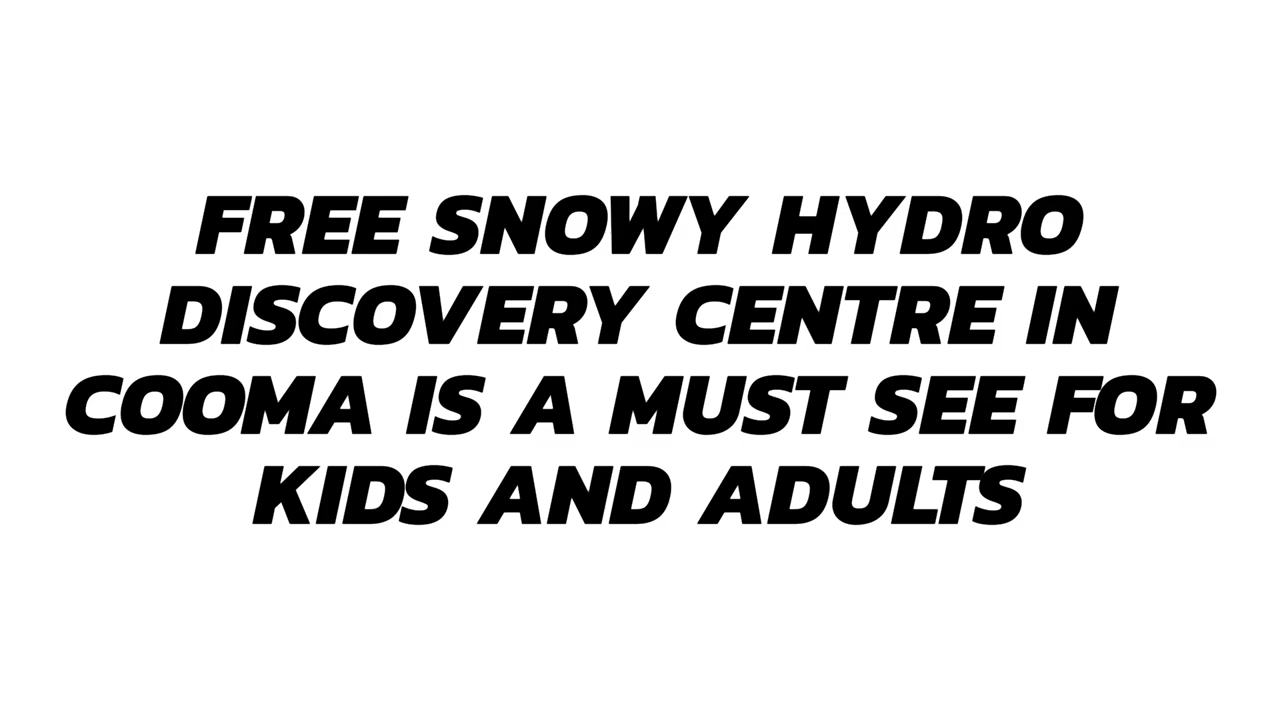 FREE SNOWY HYDRO
DISCOVERY CENTRE IN
COOMA IS A MUST SEE FOR
KIDS AND ADULTS